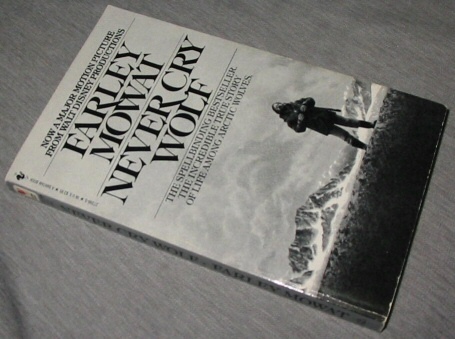 NOW A MAJOR MOTION PICTURE
FROM WALT DISNEY PRODUCTIONS
FARLEY
MOWAT
NEVER CRY
WOLF
THE SPELLBINDING BESTSELLER.
THE INCREDIBLE TRUE STORY
OF LIFE AMONG ARCTIC WOLVES.
NEVER CRY WOLF FARLEY MOWAT